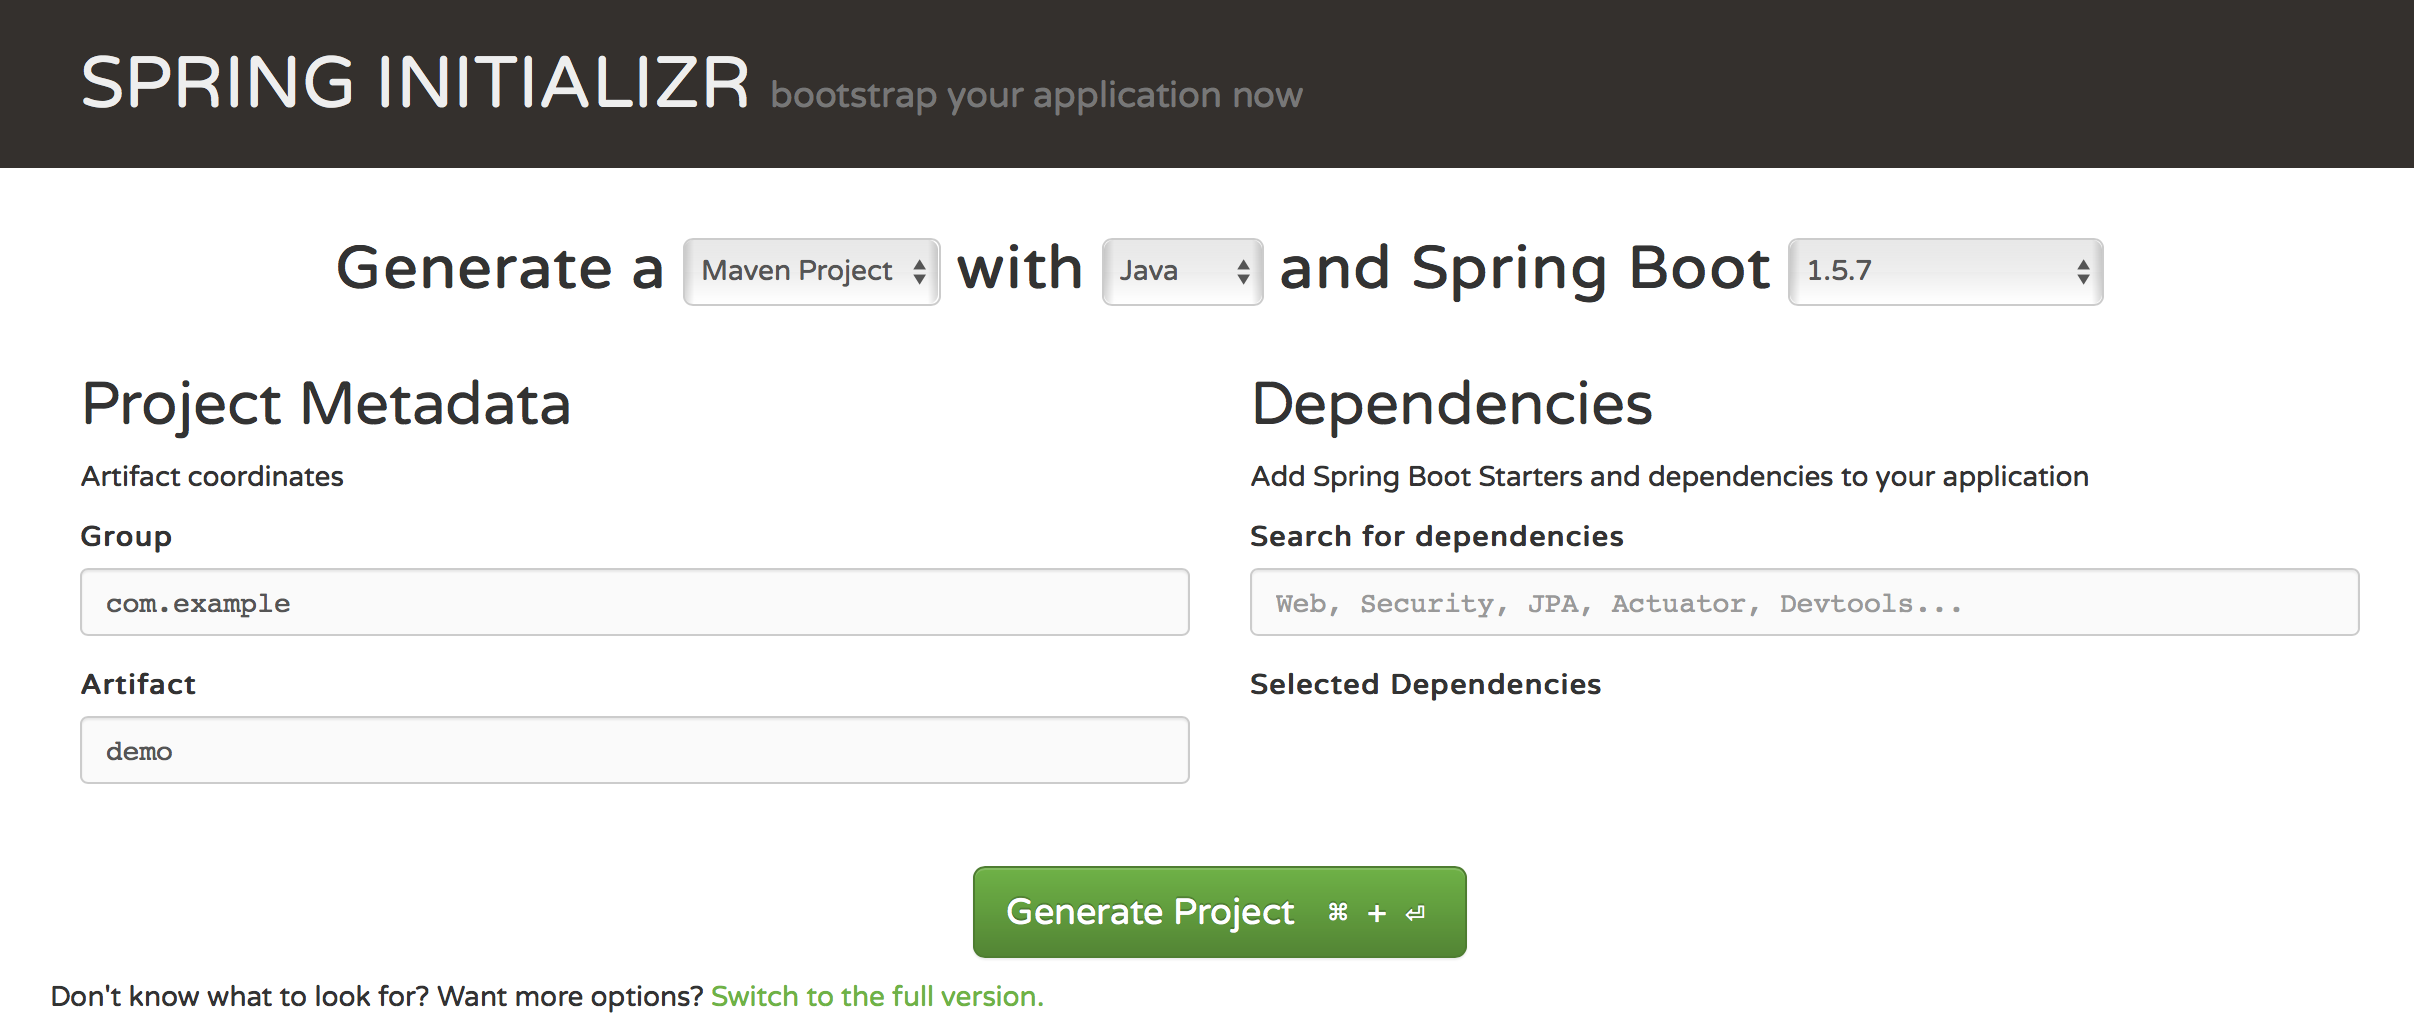 SPRING INITIALIZR bootstrap your application now
Generate a Maven Project with Java and Spring Boot 1.5.7
Project Metadata
Artifact coordinates
Group
com.example
Artifact
demo
Dependencies
Add Spring Boot Starters and dependencies to your application
Search for dependencies
Web, Security, JPA, Actuator, Devtools...
Selected Dependencies
Generate Project ⌘ + ⏎
Don't know what to look for? Want more options? Switch to the full version.